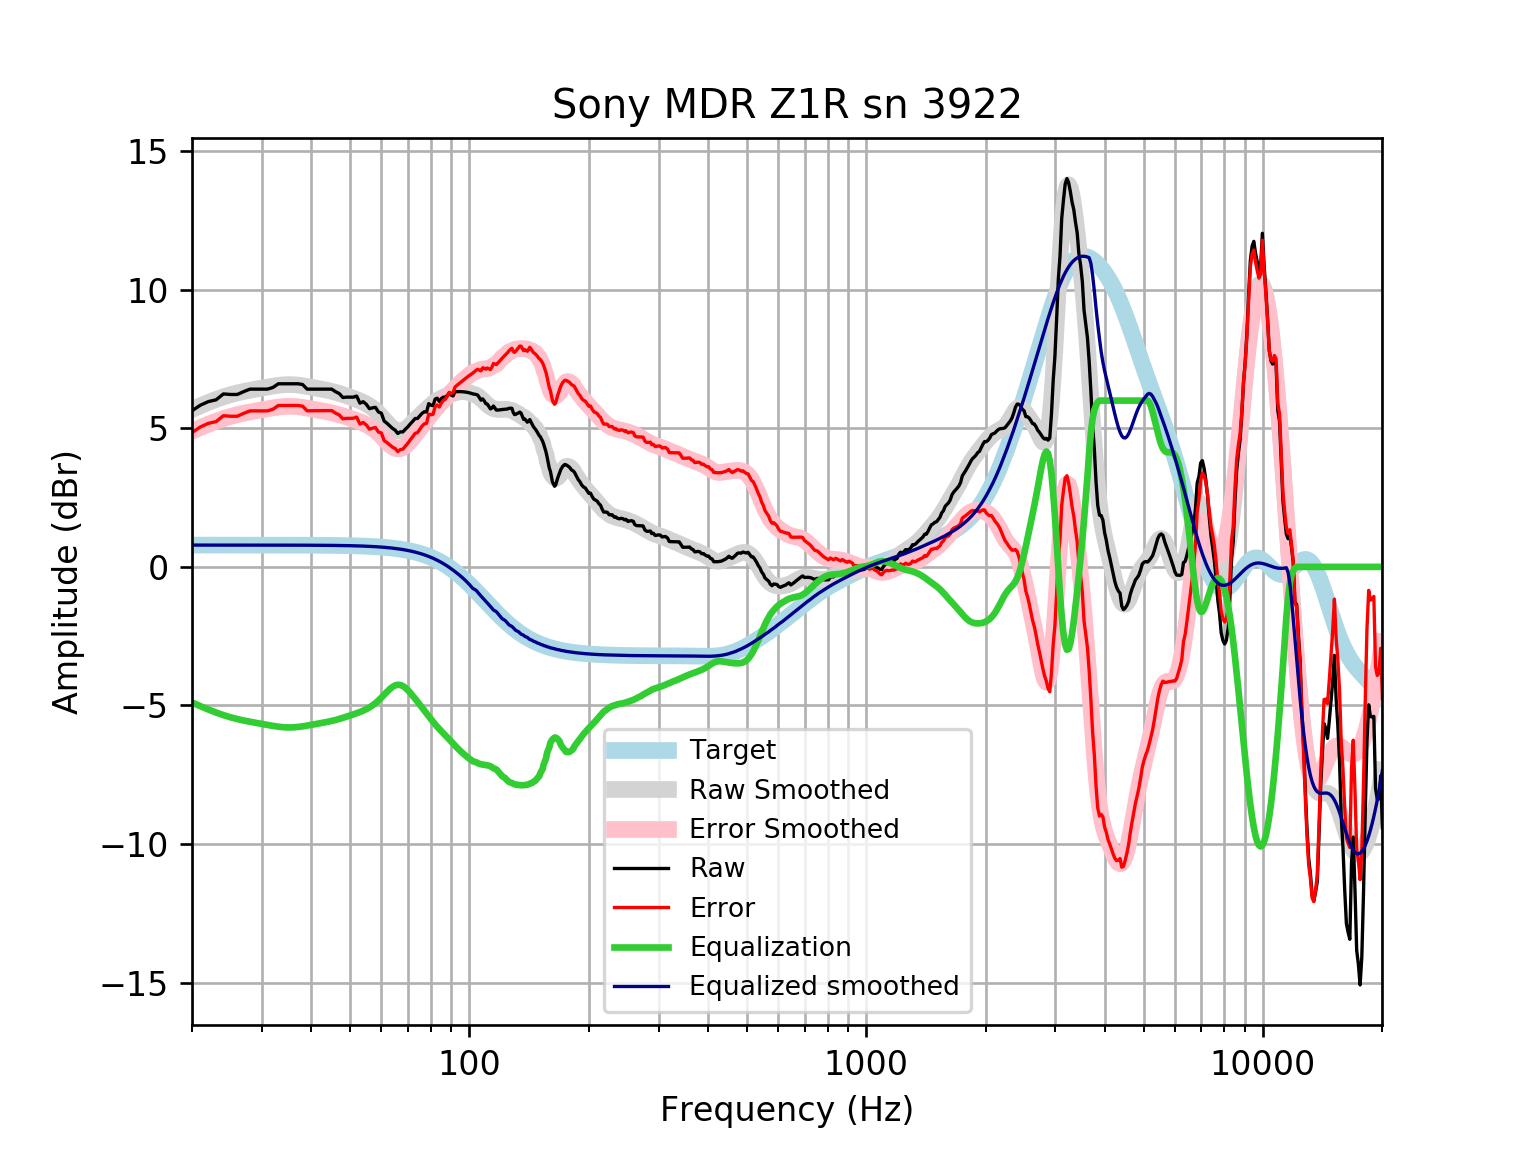 Sony MDR Z1R sn 3922
15
10
5
0
−5
−10
−15
Amplitude (dBr)
Target
Raw Smoothed
Error Smoothed
Raw
Error
Equalization
Equalized smoothed
100
1000
10000
Frequency (Hz)